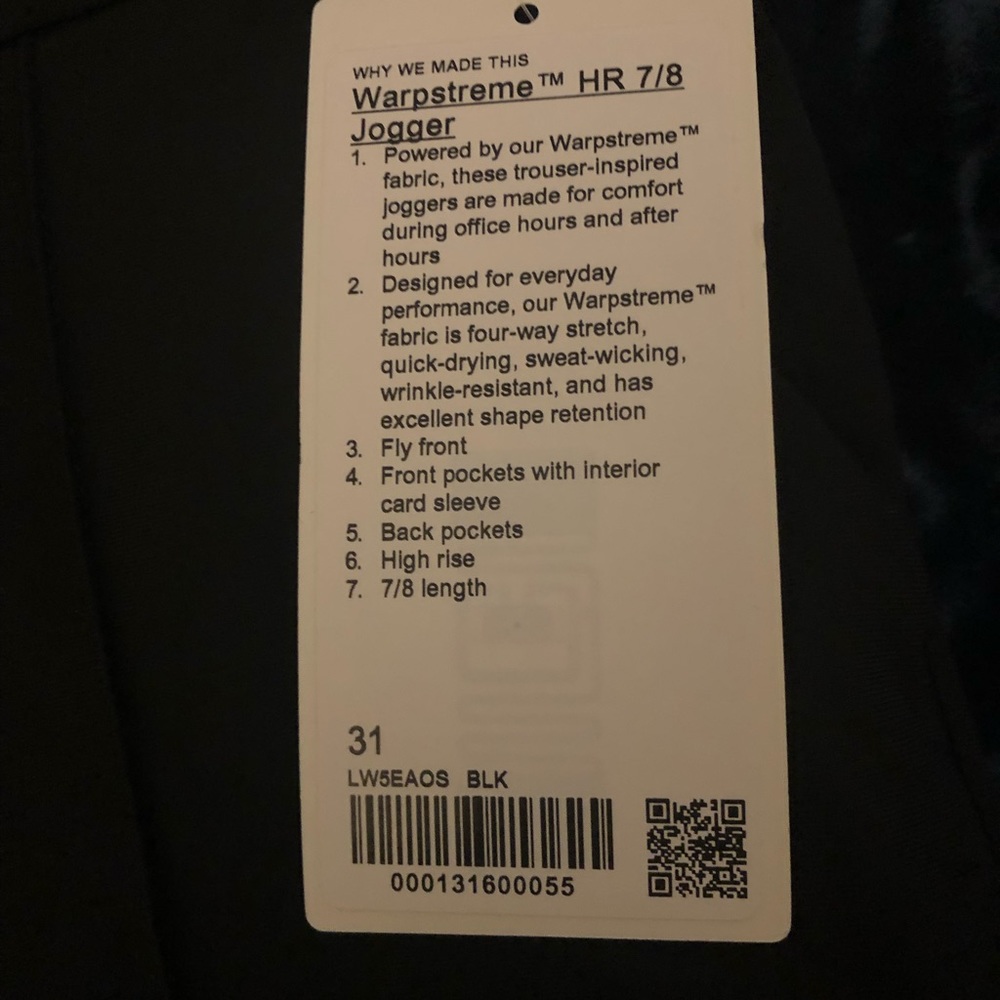 WHY WE MADE THIS
Warpstreme™ HR 7/8
Jogger
1. Powered by our Warpstreme™
fabric, these trouser-inspired
joggers are made for comfort
during office hours and after
hours
2. Designed for everyday
performance, our Warpstreme™
fabric is four-way stretch,
quick-drying, sweat-wicking,
wrinkle-resistant, and has
excellent shape retention
3. Fly front
4. Front pockets with interior
card sleeve
5. Back pockets
6. High rise
7. 7/8 length
31
LW5EAOS BLK
000131600055